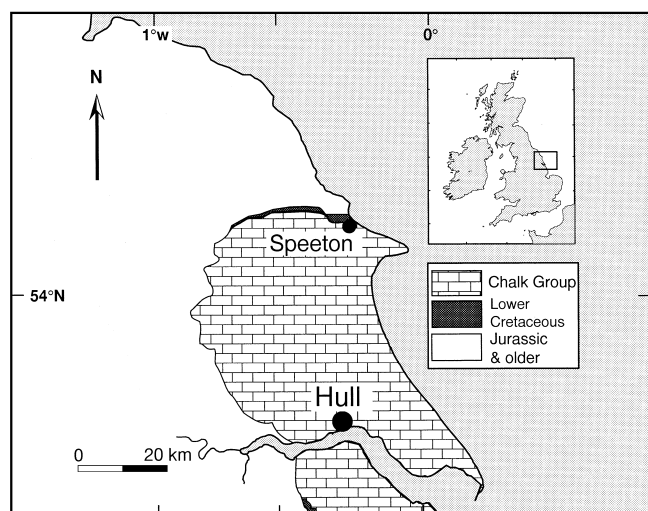 1°w
0°
N
Speeton
54°N
Chalk Group
Lower
Cretaceous
Jurassic
& older
Hull
0
20 km